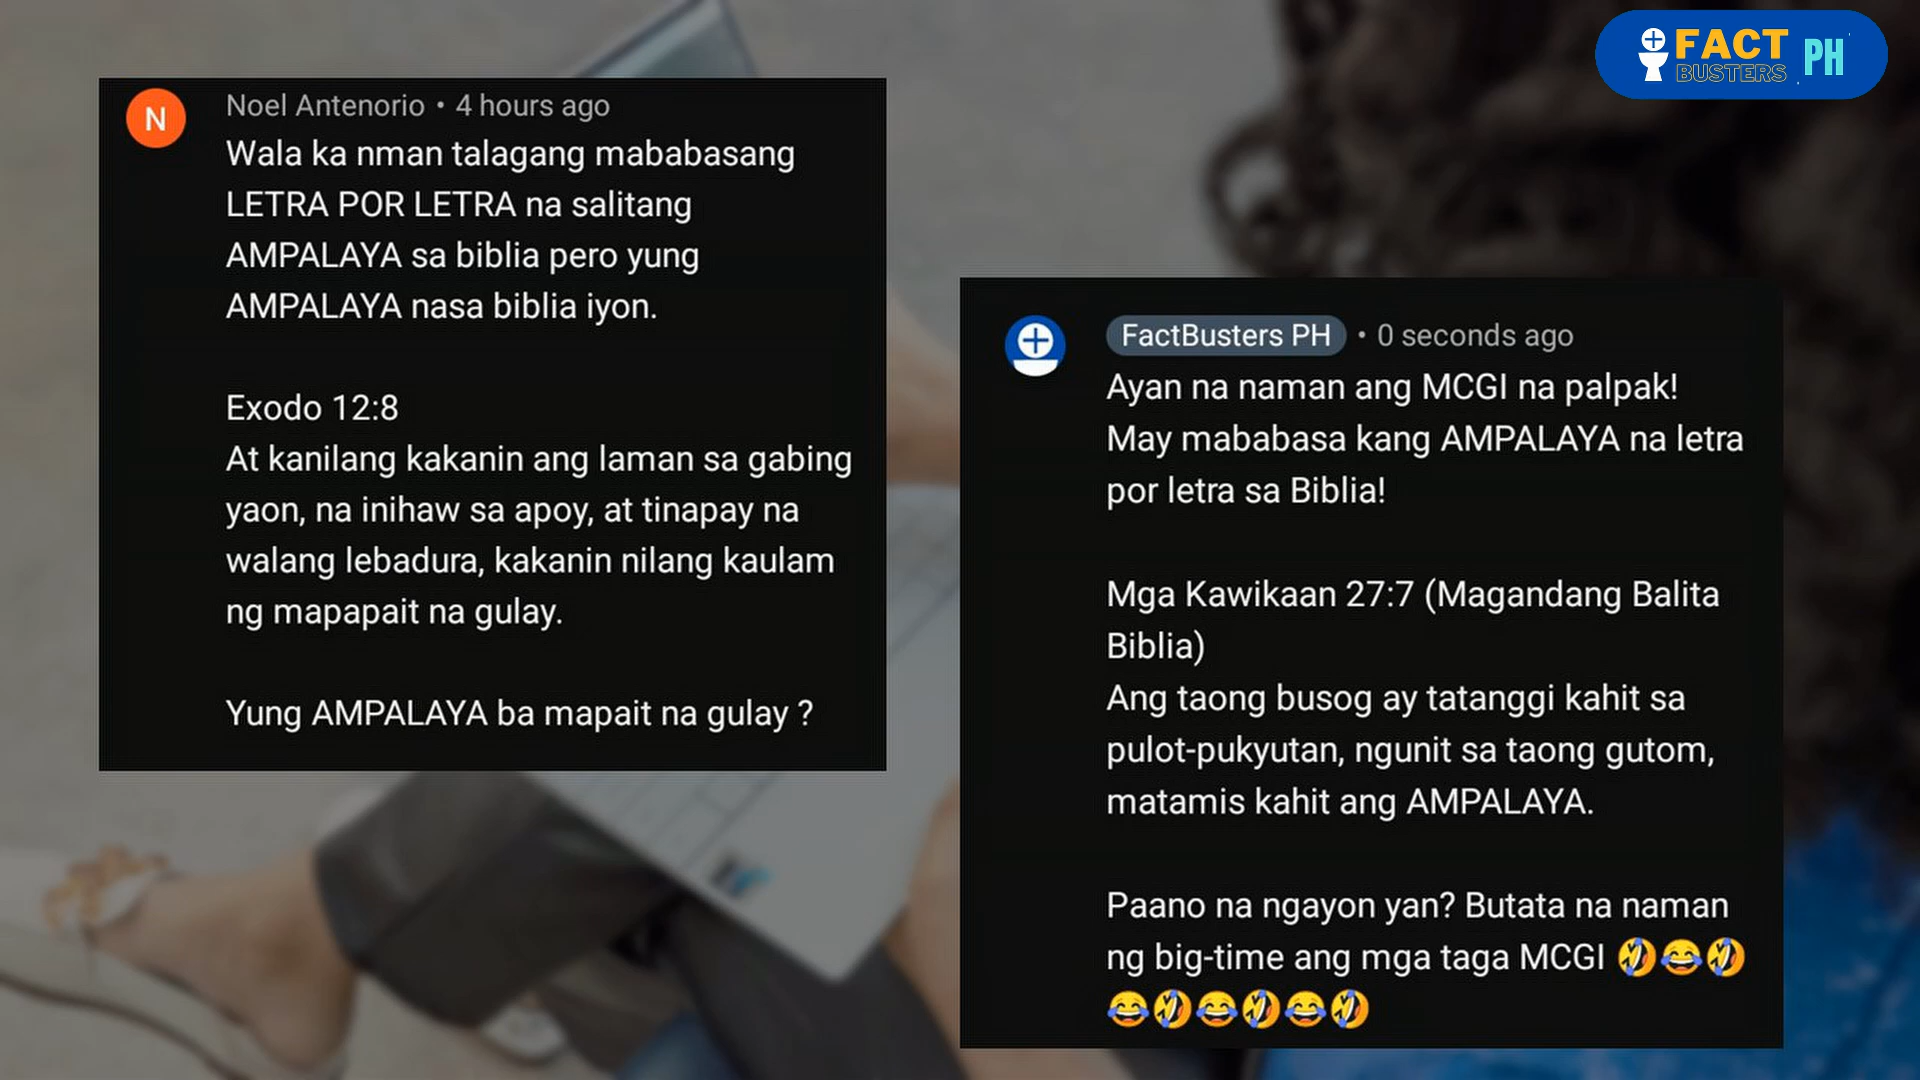 FACT
BUSTERS
PH
N
Noel Antenorio • 4 hours ago
Wala ka nman talagang mababasang
LETRA POR LETRA na salitang
AMPALAYA sa biblia pero yung
AMPALAYA nasa biblia iyon.
Exodo 12:8
At kanilang kakanin ang laman sa gabing
yaon, na inihaw sa apoy, at tinapay na
walang lebadura, kakanin nilang kaulam
ng mapapait na gulay.
Yung AMPALAYA ba mapait na gulay ?
FactBusters PH • 0 seconds ago
Ayan na naman ang MCGI na palpak!
May mababasa kang AMPALAYA na letra
por letra sa Biblia!
Mga Kawikaan 27:7 (Magandang Balita
Biblia)
Ang taong busog ay tatanggi kahit sa
pulot-pukyutan, ngunit sa taong gutom,
matamis kahit ang AMPALAYA.
Paano na ngayon yan? Butata na naman
ng big-time ang mga taga MCGI 🤣😂🤣
😂🤣😂🤣😂🤣